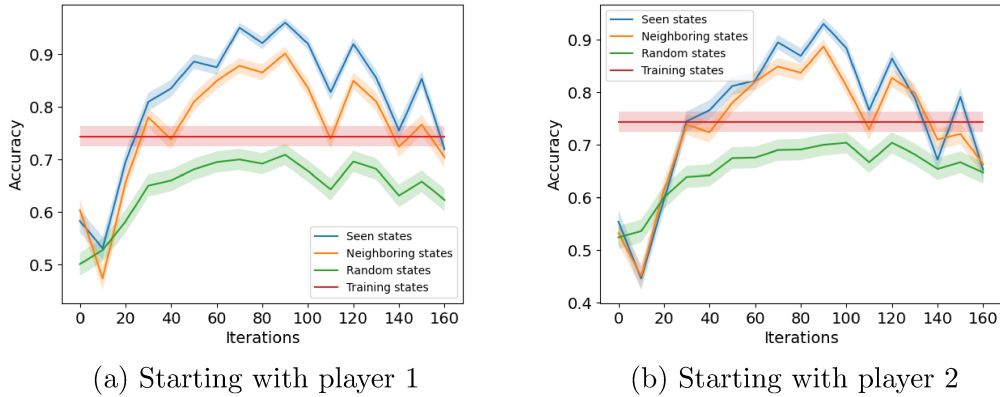 0.9
0.8
0.7
0.6
0.5
Accuracy
0 20 40 60 80 100 120 140 160
Iterations
Seen states
Neighboring states
Random states
Training states
(a) Starting with player 1
0.9
0.8
0.7
0.6
0.5
0.4
Accuracy
0 20 40 60 80 100 120 140 160
Iterations
Seen states
Neighboring states
Random states
Training states
(b) Starting with player 2